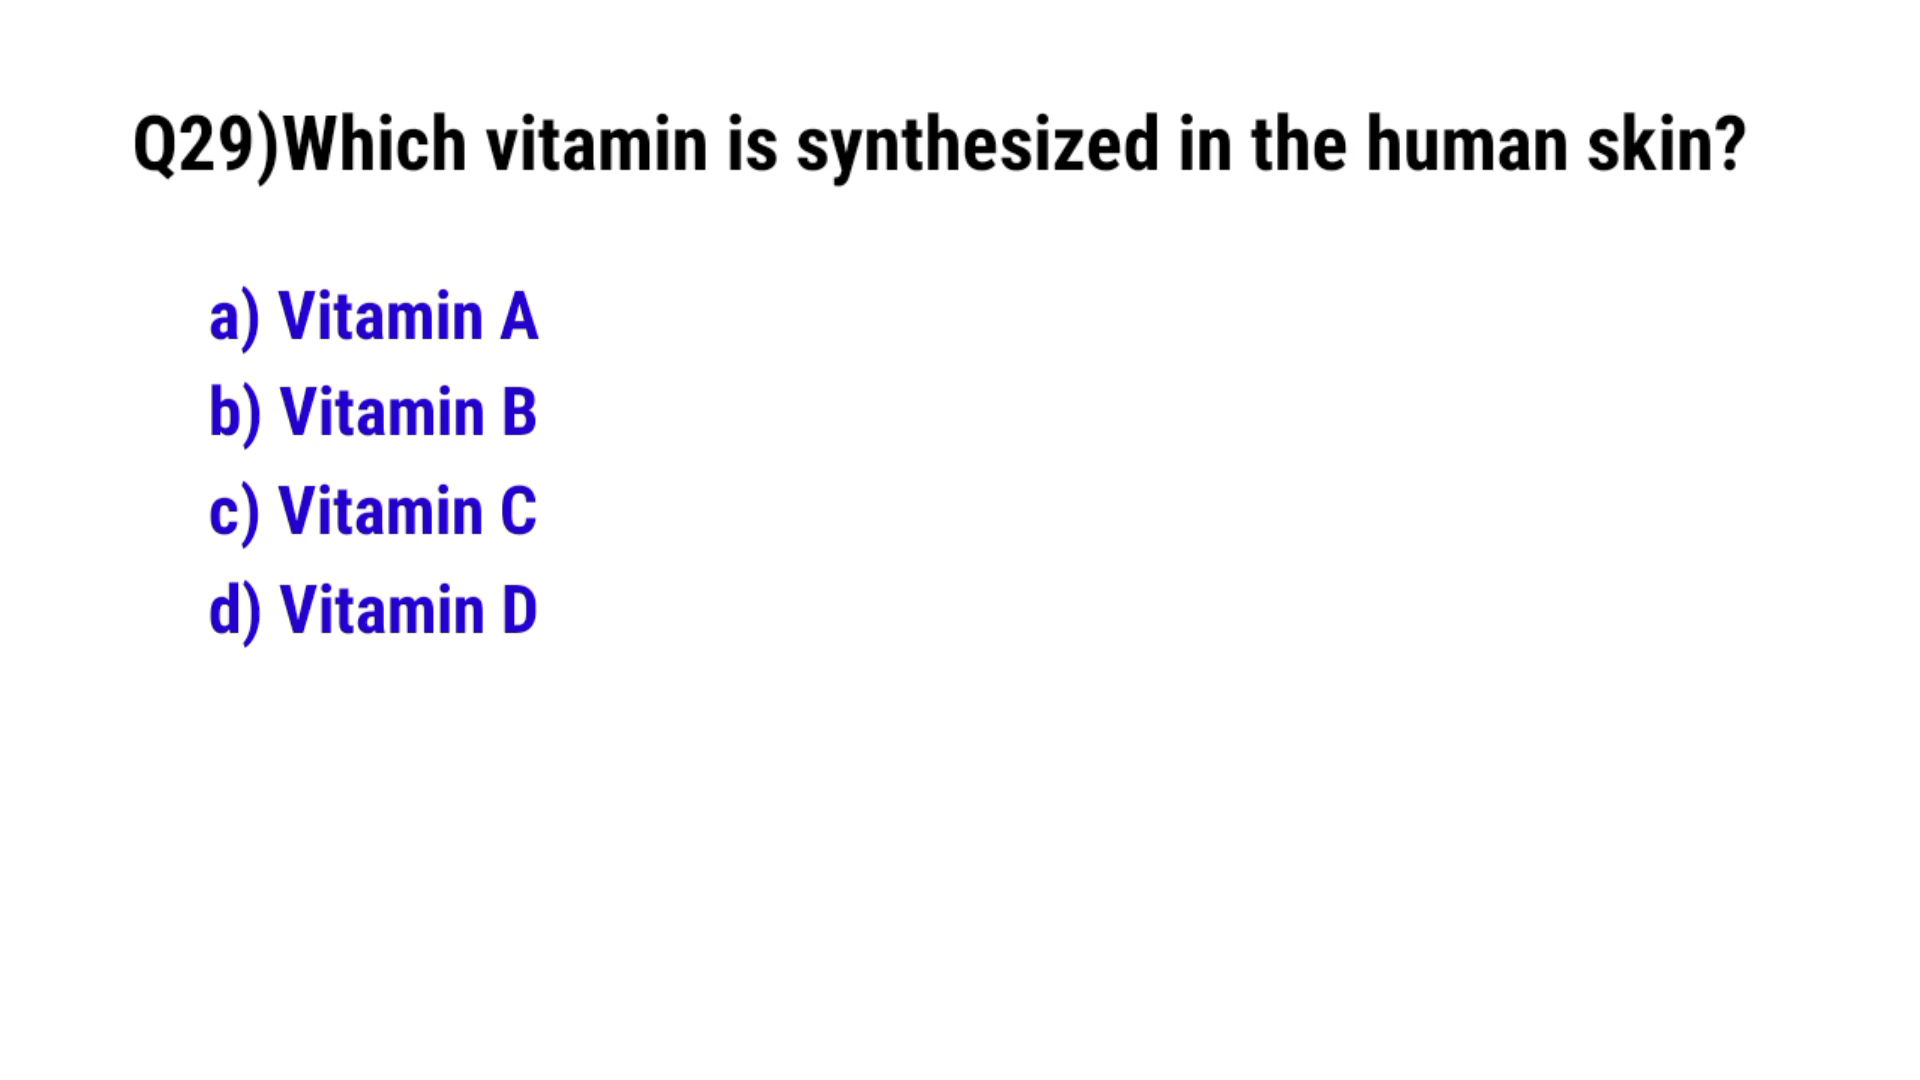 Q29)Which vitamin is synthesized in the human skin?
a) Vitamin A
b) Vitamin B
c) Vitamin C
d) Vitamin D